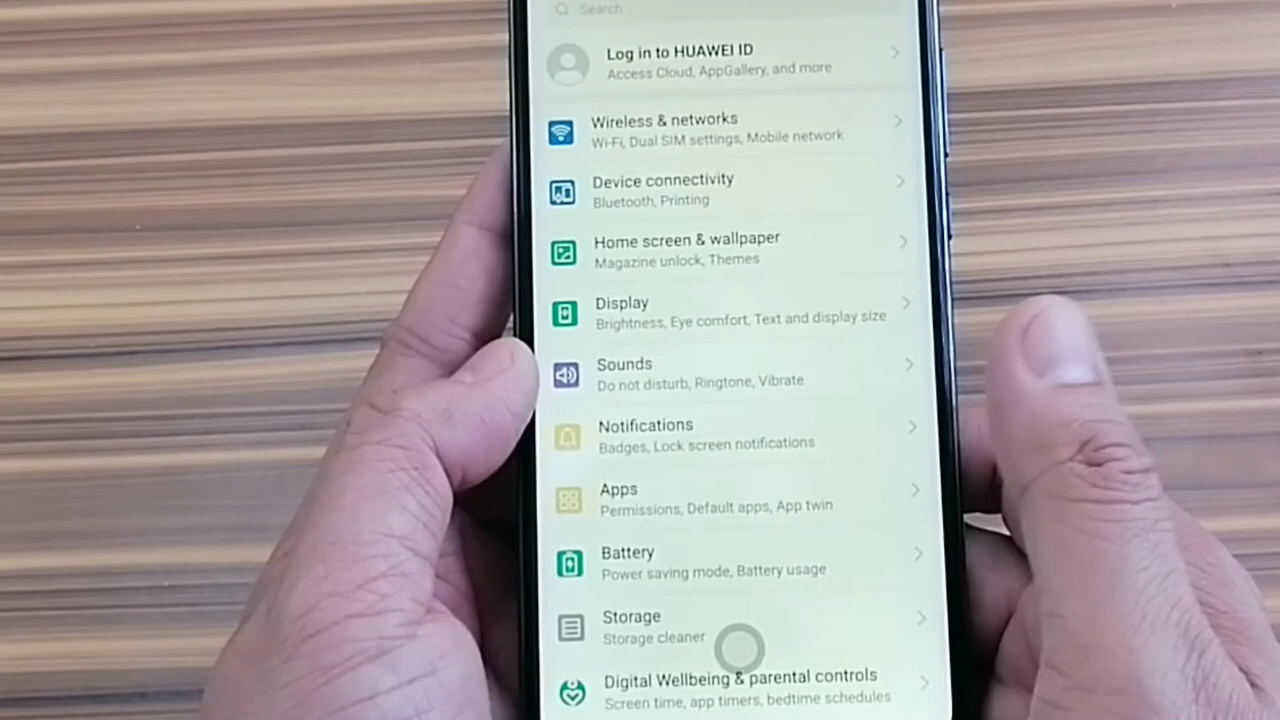 Search
Log in to HUAWEI ID
Access Cloud, AppGallery, and more
Wireless & networks
Wi-Fi, Dual SIM settings, Mobile network
Device connectivity
Bluetooth, Printing
Home screen & wallpaper
Magazine unlock, Themes
Display
Brightness, Eye comfort, Text and display size
Sounds
Do not disturb, Ringtone, Vibrate
Notifications
Badges, Lock screen notifications
Apps
Permissions, Default apps, App twin
Battery
Power saving mode, Battery usage
Storage
Storage cleaner
Digital Wellbeing & parental controls
Screen time, app timers, bedtime schedules